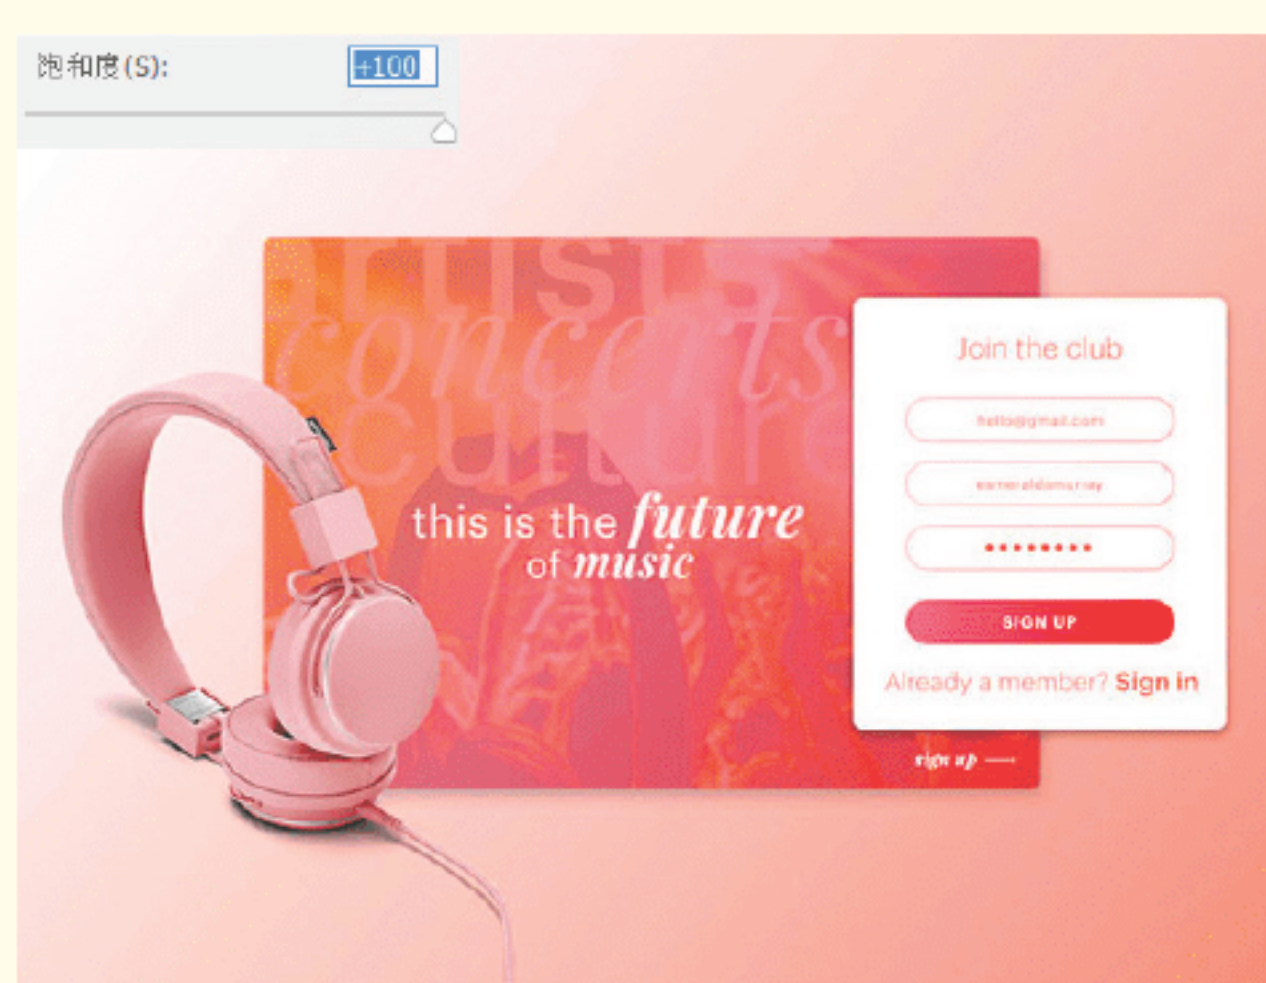 饱和度(S):
+100
artists
concerts
culture
this is the future
of music
Join the club
hello@gmail.com
SIGN UP
Already a member? Sign in
sign up